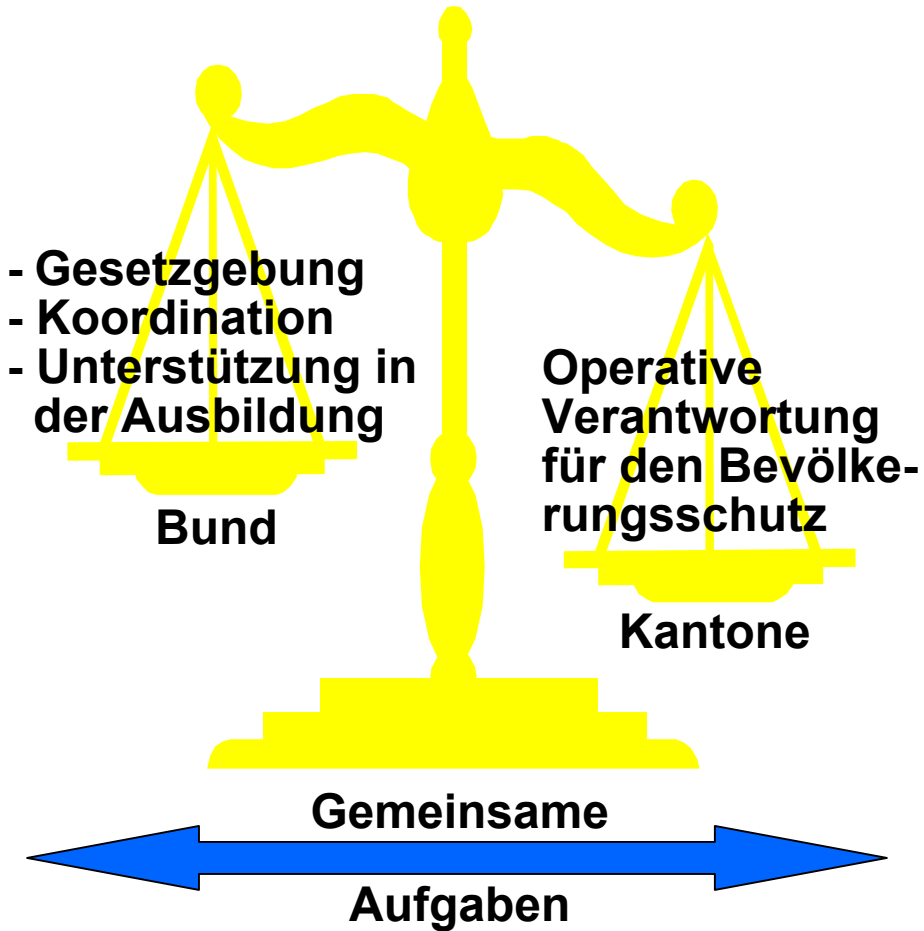 - Gesetzgebung
- Koordination
- Unterstützung in
der Ausbildung
Bund
Operative
Verantwortung
für den Bevölke-
rungsschutz
Kantone
Gemeinsame
Aufgaben